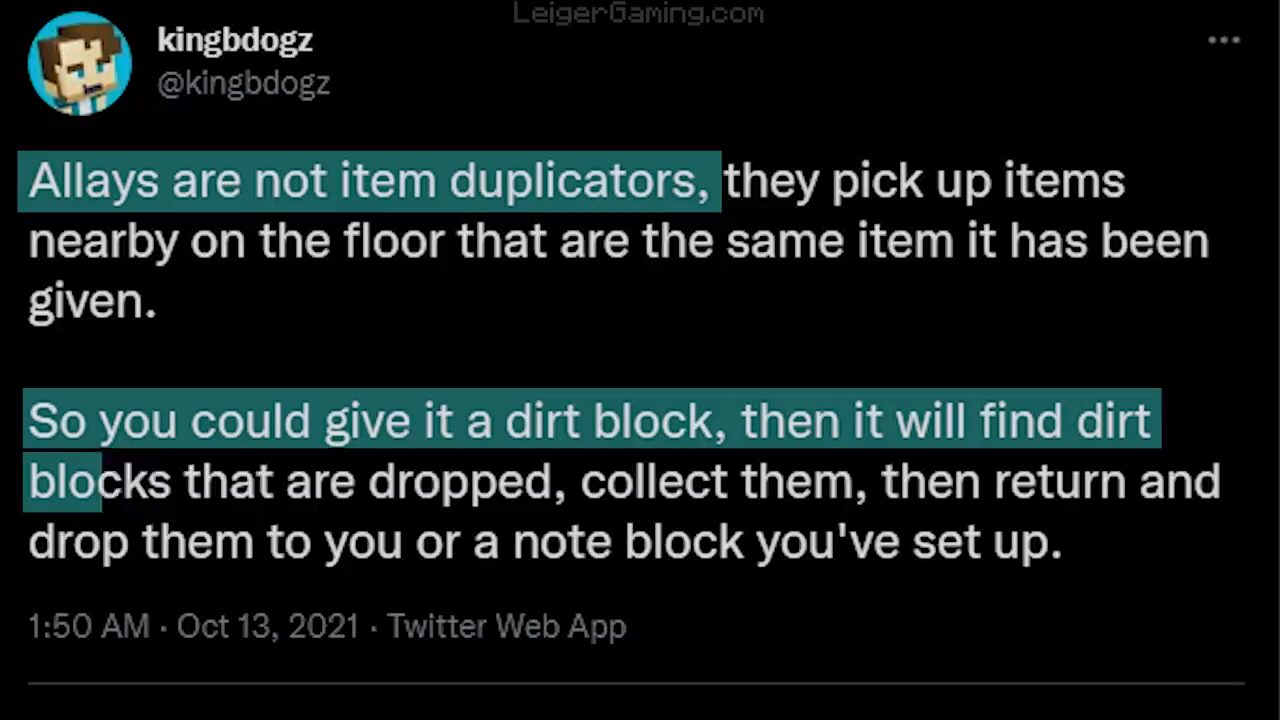 LeigerGaming.com
kingbdogz
@kingbdogz
Allays are not item duplicators, they pick up items
nearby on the floor that are the same item it has been
given.
So you could give it a dirt block, then it will find dirt
blocks that are dropped, collect them, then return and
drop them to you or a note block you've set up.
1:50 AM · Oct 13, 2021 · Twitter Web App